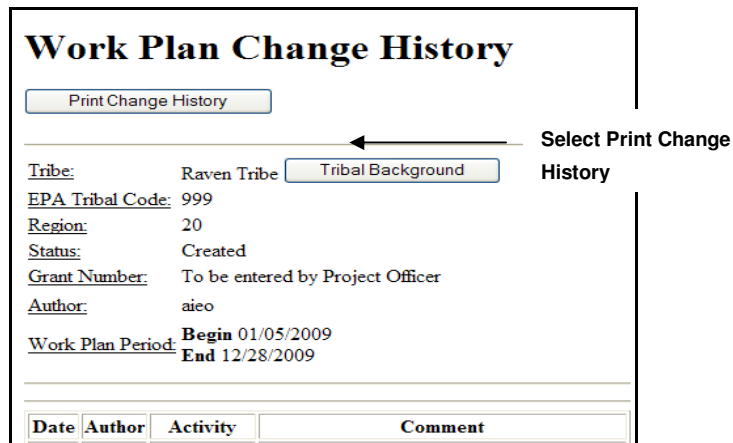 Work Plan Change History
Print Change History
Select Print Change
History
Tribe: Raven Tribe Tribal Background
EPA Tribal Code: 999
Region: 20
Status: Created
Grant Number: To be entered by Project Officer
Author: aieo
Work Plan Period: Begin 01/05/2009
End 12/28/2009
Date Author Activity Comment